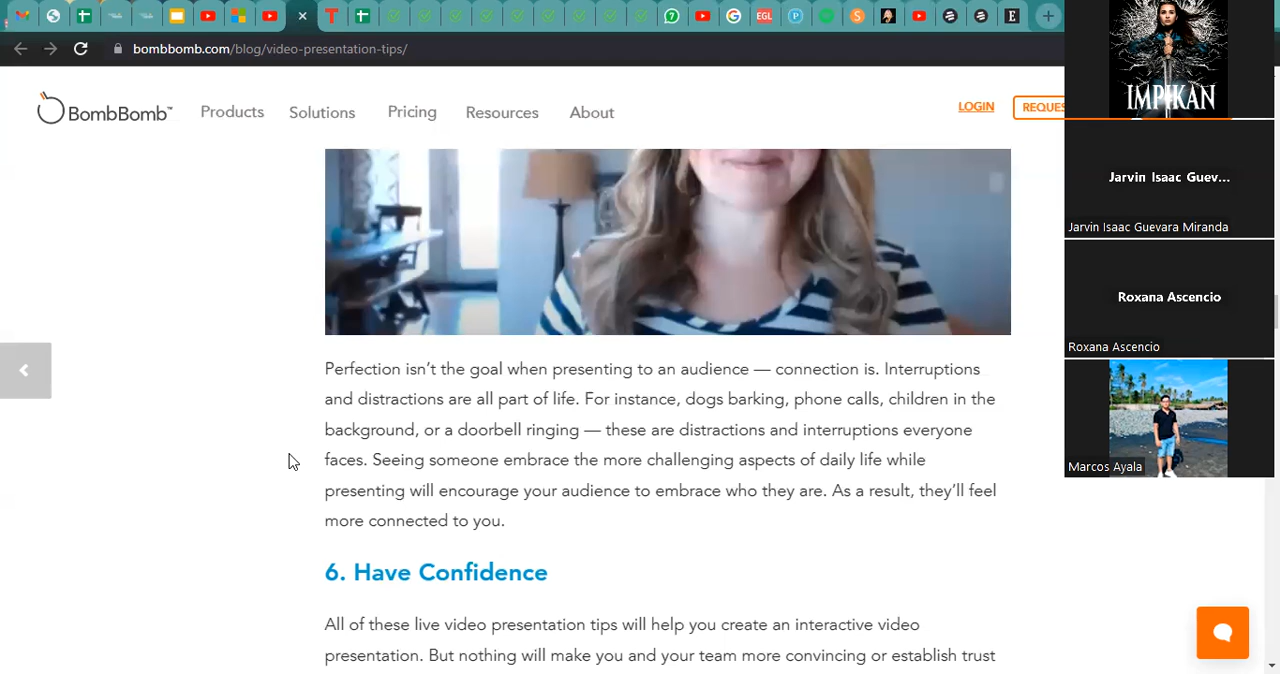 bombbomb.com/blog/video-presentation-tips/
BombBomb™
Products
Solutions
Pricing
Resources
About
LOGIN
REQUES
Perfection isn't the goal when presenting to an audience — connection is. Interruptions
and distractions are all part of life. For instance, dogs barking, phone calls, children in the
background, or a doorbell ringing — these are distractions and interruptions everyone
faces. Seeing someone embrace the more challenging aspects of daily life while
presenting will encourage your audience to embrace who they are. As a result, they'll feel
more connected to you.
6. Have Confidence
All of these live video presentation tips will help you create an interactive video
presentation. But nothing will make you and your team more convincing or establish trust
IMPIKAN
Jarvin Isaac Guev...
Jarvin Isaac Guevara Miranda
Roxana Ascencio
Roxana Ascencio
Marcos Ayala
EGL